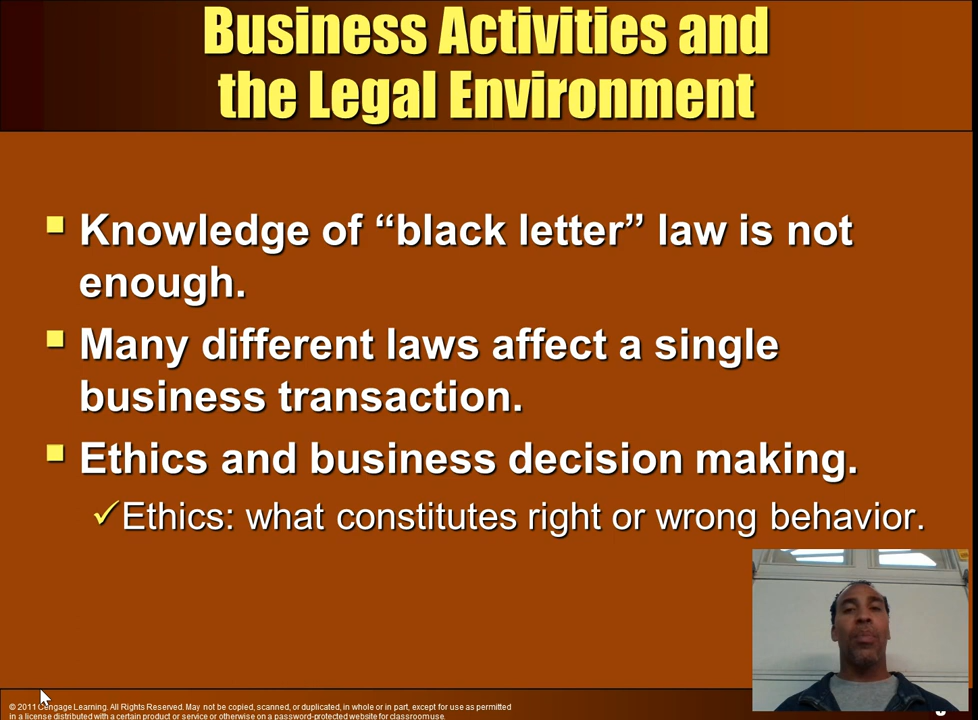 Business Activities and
the Legal Environment
Knowledge of “black letter” law is not
enough.
Many different laws affect a single
business transaction.
Ethics and business decision making.
Ethics: what constitutes right or wrong behavior.
© 2011 Cengage Learning. All Rights Reserved. May not be copied, scanned, or duplicated, in whole or in part, except for use as permitted
in a license distributed with a certain product or service or otherwise on a password-protected website for classroom use.